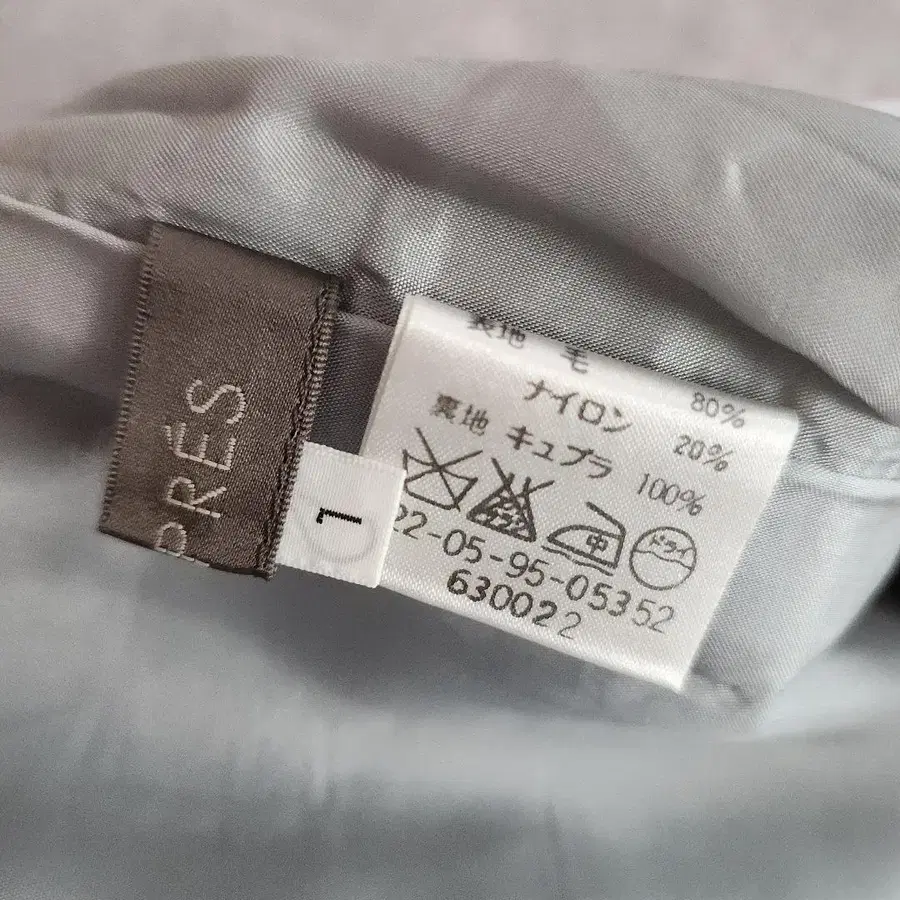 PRÉS
1
表地 毛 80%
ナイロン 20%
裏地 キュプラ 100%
中 ドライ
22-05-95-05352
630022